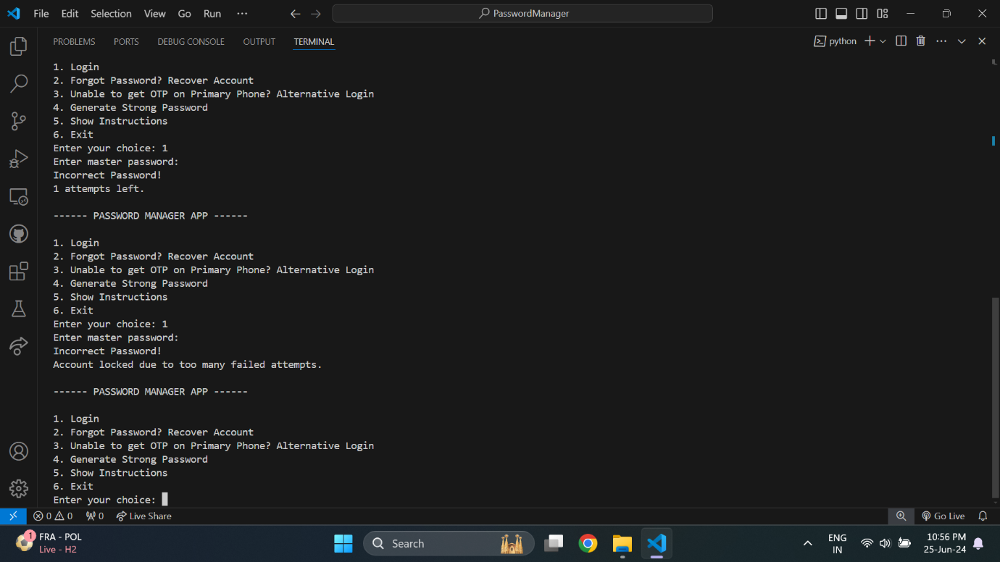 File Edit Selection View Go Run ··· PasswordManager
PROBLEMS PORTS DEBUG CONSOLE OUTPUT TERMINAL python
1. Login
2. Forgot Password? Recover Account
3. Unable to get OTP on Primary Phone? Alternative Login
4. Generate Strong Password
5. Show Instructions
6. Exit
Enter your choice: 1
Enter master password:
Incorrect Password!
1 attempts left.
------ PASSWORD MANAGER APP ------
1. Login
2. Forgot Password? Recover Account
3. Unable to get OTP on Primary Phone? Alternative Login
4. Generate Strong Password
5. Show Instructions
6. Exit
Enter your choice: 1
Enter master password:
Incorrect Password!
Account locked due to too many failed attempts.
------ PASSWORD MANAGER APP ------
1. Login
2. Forgot Password? Recover Account
3. Unable to get OTP on Primary Phone? Alternative Login
4. Generate Strong Password
5. Show Instructions
6. Exit
Enter your choice:
0 0 0 Live Share Go Live
1 FRA - POL
Live - H2
Search
ENG
IN
10:56 PM
25-Jun-24